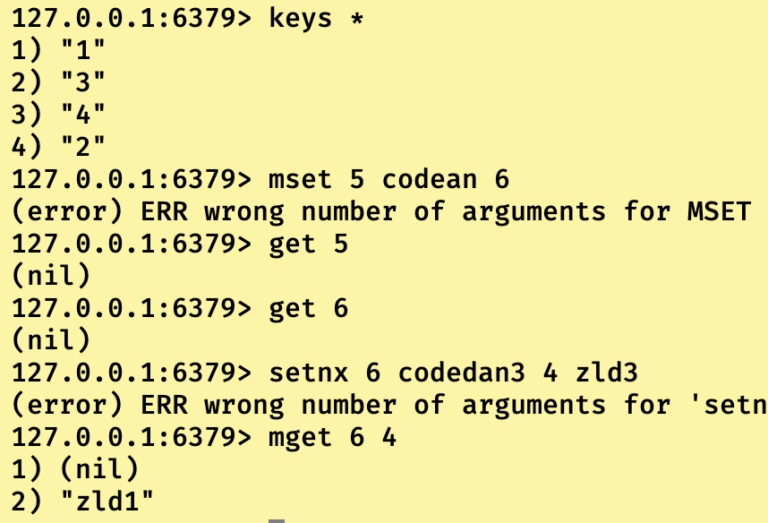 127.0.0.1:6379> keys *
1) "1"
2) "3"
3) "4"
4) "2"
127.0.0.1:6379> mset 5 codean 6
(error) ERR wrong number of arguments for MSET
127.0.0.1:6379> get 5
(nil)
127.0.0.1:6379> get 6
(nil)
127.0.0.1:6379> setnx 6 codedan3 4 zld3
(error) ERR wrong number of arguments for 'setn
127.0.0.1:6379> mget 6 4
1) (nil)
2) "zld1"